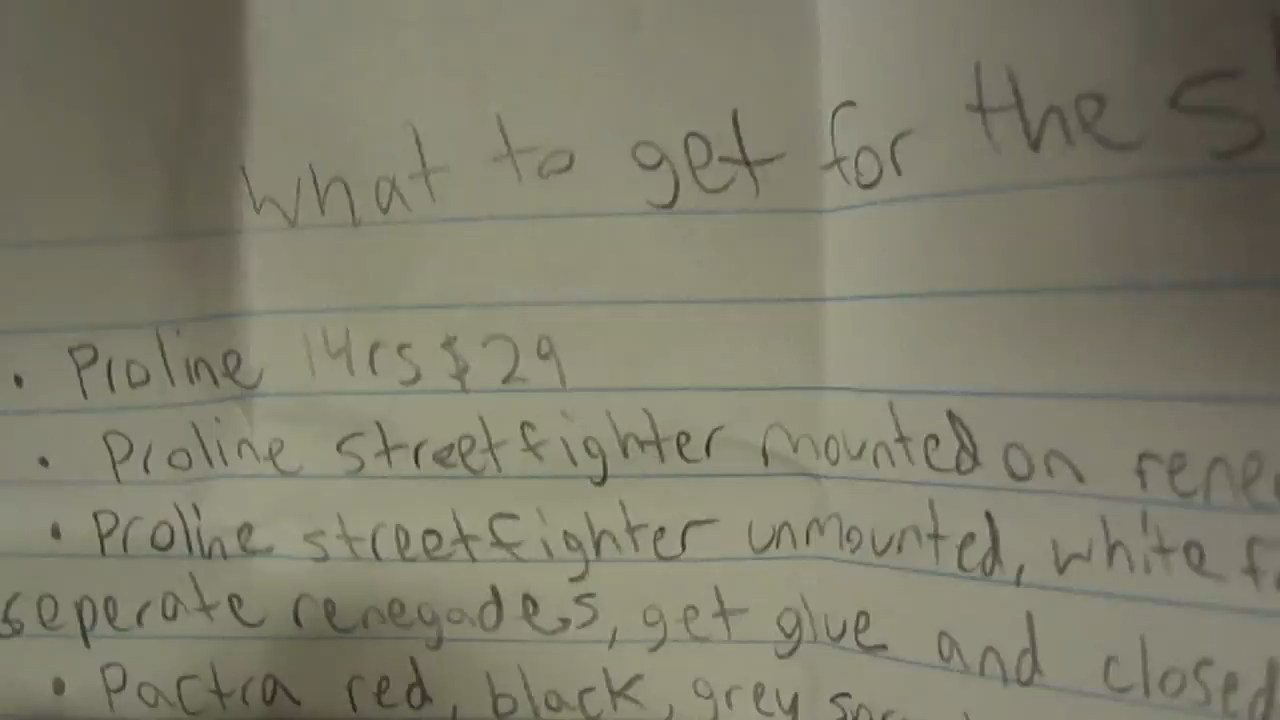 What to get for the S
• Proline 14rs $29
• Proline streetfighter mounted on rene
• Proline streetfighter unmounted, white f
seperate renegades, get glue and closed
• Pactra red, black, grey